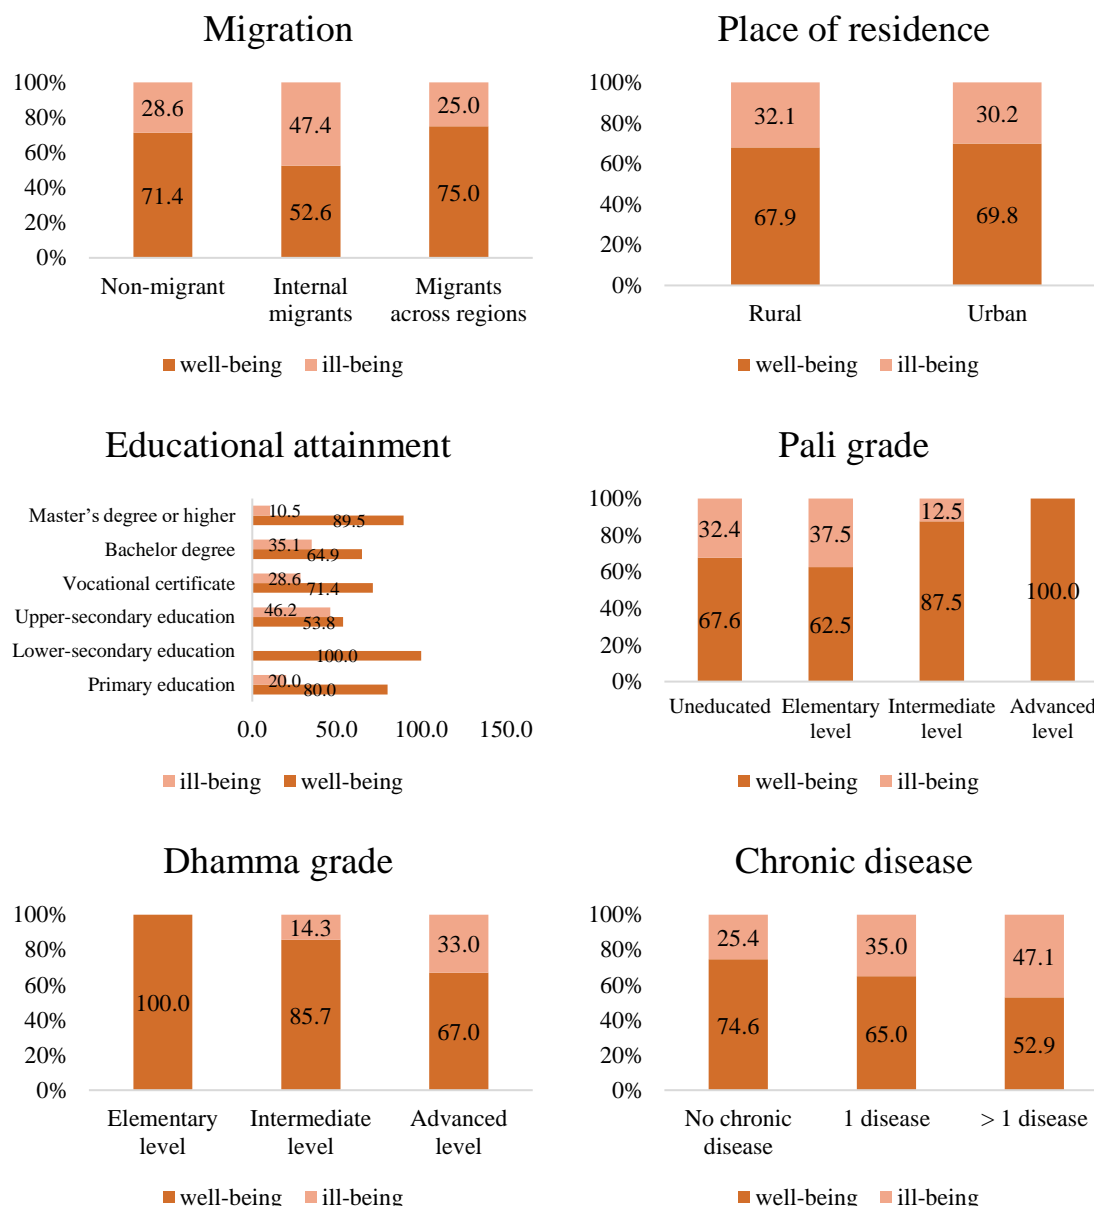 Migration
100%
80%
60%
40%
20%
0%
28.6
47.4
25.0
71.4
52.6
75.0
Non-migrant
Internal
migrants
Migrants
across regions
well-being
ill-being
Place of residence
100%
80%
60%
40%
20%
0%
32.1
30.2
67.9
69.8
Rural
Urban
well-being
ill-being
Educational attainment
Master’s degree or higher
10.5
89.5
Bachelor degree
35.1
64.9
Vocational certificate
28.6
71.4
Upper-secondary education
46.2
53.8
Lower-secondary education
100.0
Primary education
20.0
80.0
0.0
50.0
100.0
150.0
ill-being
well-being
Pali grade
100%
80%
60%
40%
20%
0%
32.4
37.5
12.5
67.6
62.5
87.5
100.0
Uneducated
Elementary
level
Intermediate
level
Advanced
level
well-being
ill-being
Dhamma grade
100%
80%
60%
40%
20%
0%
14.3
33.0
100.0
85.7
67.0
Elementary
level
Intermediate
level
Advanced
level
well-being
ill-being
Chronic disease
100%
80%
60%
40%
20%
0%
25.4
35.0
47.1
74.6
65.0
52.9
No chronic
disease
1 disease
> 1 disease
well-being
ill-being